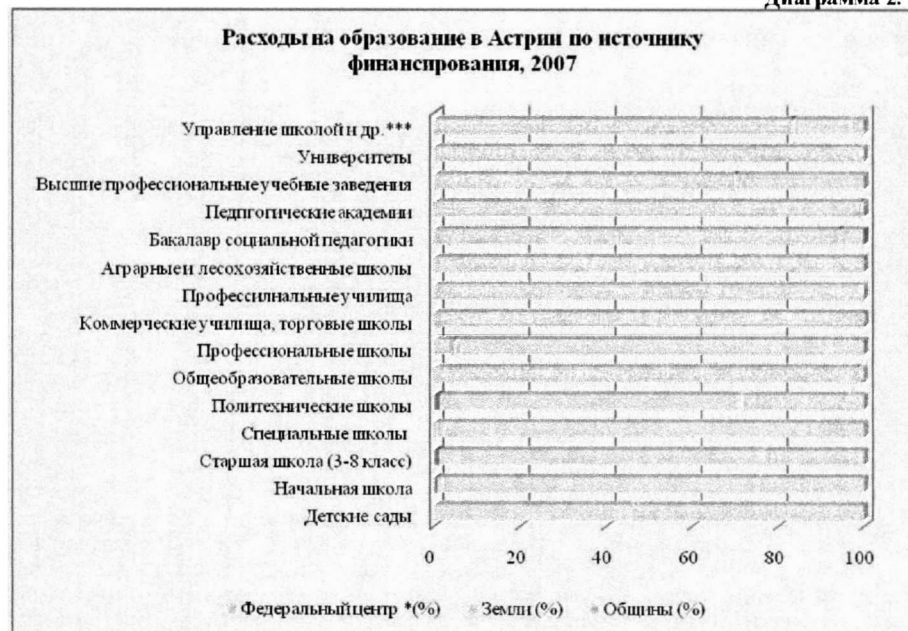 Диаграмма 2.
Расходы на образование в Астрии по источнику
финансирования, 2007
Управление школой и др.***
Университеты
Высшие профессиональные учебные заведения
Педпгогические академии
Бакалавр социальной педагогики
Аграрные и лесохозяйственные школы
Профессилнальные училища
Коммерческие училища, торговые школы
Профессиональные школы
Общеобразовательные школы
Политехнические школы
Специальные школы
Старшая школа (3-8 класс)
Начальная школа
Детские сады
0 20 40 60 80 100
Федеральный центр *(%) Земли (%) Общины (%)